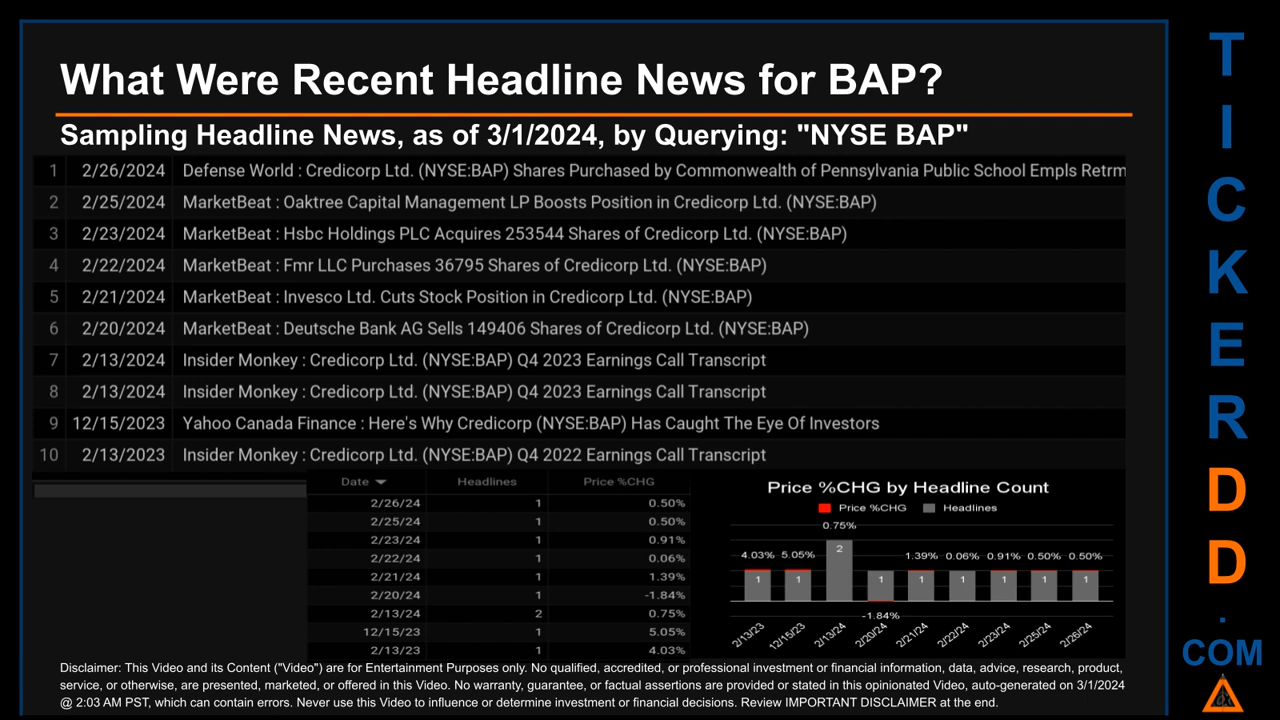 What Were Recent Headline News for BAP?
Sampling Headline News, as of 3/1/2024, by Querying: "NYSE BAP"
1 2/26/2024 Defense World : Credicorp Ltd. (NYSE:BAP) Shares Purchased by Commonwealth of Pennsylvania Public School Empls Retrm
2 2/25/2024 MarketBeat : Oaktree Capital Management LP Boosts Position in Credicorp Ltd. (NYSE:BAP)
3 2/23/2024 MarketBeat : Hsbc Holdings PLC Acquires 253544 Shares of Credicorp Ltd. (NYSE:BAP)
4 2/22/2024 MarketBeat : Fmr LLC Purchases 36795 Shares of Credicorp Ltd. (NYSE:BAP)
5 2/21/2024 MarketBeat : Invesco Ltd. Cuts Stock Position in Credicorp Ltd. (NYSE:BAP)
6 2/20/2024 MarketBeat : Deutsche Bank AG Sells 149406 Shares of Credicorp Ltd. (NYSE:BAP)
7 2/13/2024 Insider Monkey : Credicorp Ltd. (NYSE:BAP) Q4 2023 Earnings Call Transcript
8 2/13/2024 Insider Monkey : Credicorp Ltd. (NYSE:BAP) Q4 2023 Earnings Call Transcript
9 12/15/2023 Yahoo Canada Finance : Here's Why Credicorp (NYSE:BAP) Has Caught The Eye Of Investors
10 2/13/2023 Insider Monkey : Credicorp Ltd. (NYSE:BAP) Q4 2022 Earnings Call Transcript
Date Headlines Price %CHG
2/26/24 1 0.50%
2/25/24 1 0.50%
2/23/24 1 0.91%
2/22/24 1 0.06%
2/21/24 1 1.39%
2/20/24 1 -1.84%
2/13/24 2 0.75%
12/15/23 1 5.05%
2/13/23 1 4.03%
Price %CHG by Headline Count
Price %CHG Headlines
0.75%
4.03% 5.05% 1.39% 0.06% 0.91% 0.50% 0.50%
2
1 1 1 1 1 1 1 1
-1.84%
2/13/23 12/15/23 2/13/24 2/20/24 2/21/24 2/22/24 2/23/24 2/25/24 2/26/24
Disclaimer: This Video and its Content ("Video") are for Entertainment Purposes only. No qualified, accredited, or professional investment or financial information, data, advice, research, product,
service, or otherwise, are presented, marketed, or offered in this Video. No warranty, guarantee, or factual assertions are provided or stated in this opinionated Video, auto-generated on 3/1/2024
@ 2:03 AM PST, which can contain errors. Never use this Video to influence or determine investment or financial decisions. Review IMPORTANT DISCLAIMER at the end.
T
I
C
K
E
R
D
D
.
COM